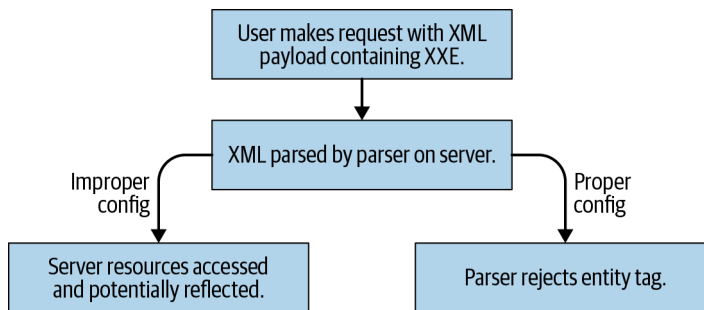 User makes request with XML
payload containing XXE.
XML parsed by parser on server.
Improper
config
Proper
config
Server resources accessed
and potentially reflected.
Parser rejects entity tag.